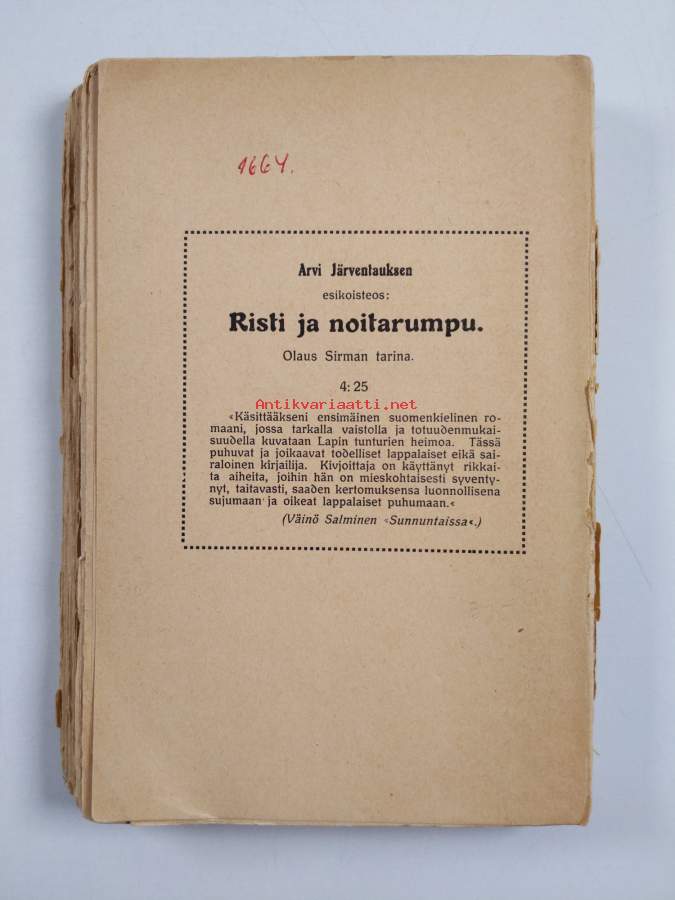 1664.
Arvi Järventauksen
esikoisteos:
Risti ja noitarumpu.
Olaus Sirman tarina.
4: 25
Antikvariaatti.net
«Käsittääkseni ensimäinen suomenkielinen ro-
maani, jossa tarkalla vaistolla ja totuudenmukai-
suudella kuvataan Lapin tunturien heimoa. Tässä
puhuvat ja joikaavat todelliset lappalaiset eikä sai-
raloinen kirjailija. Kivjoittaja on käyttänyt rikkai-
ta aiheita, joihin hän on mieskohtaisesti syventy-
nyt, taitavasti, saaden kertomuksensa luonnollisena
sujumaan ja oikeat lappalaiset puhumaan.«
(Väinö Salminen «Sunnuntaissa«.)